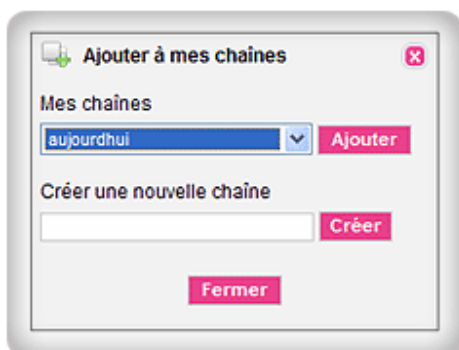 Ajouter à mes chaînes
Mes chaînes
aujourdhui Ajouter
Créer une nouvelle chaîne
Créer
Fermer